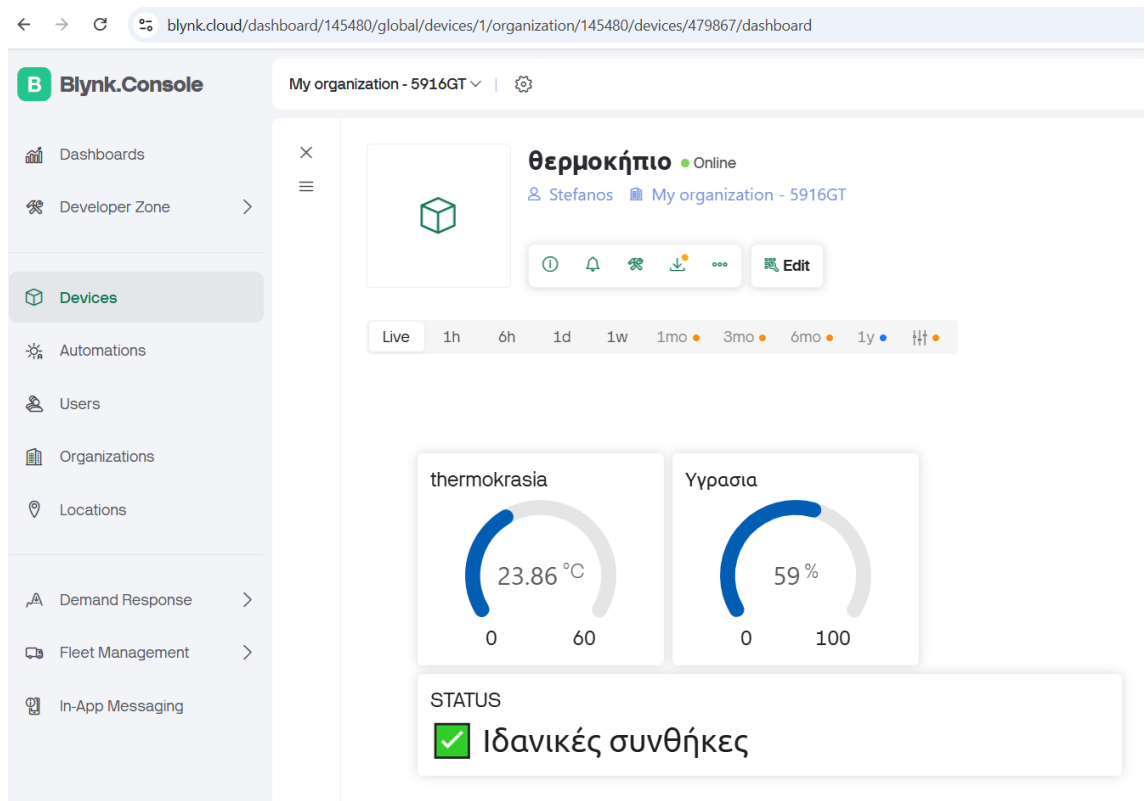 blynk.cloud/dashboard/145480/global/devices/1/organization/145480/devices/479867/dashboard
B Blynk.Console
My organization - 5916GT
Dashboards
Developer Zone
Devices
Automations
Users
Organizations
Locations
Demand Response
Fleet Management
In-App Messaging
θερμοκήπιο Online
Stefanos My organization - 5916GT
Edit
Live 1h 6h 1d 1w 1mo 3mo 6mo 1y
thermokrasia
23.86 °C
0 60
Υγρασια
59 %
0 100
STATUS
✅ Ιδανικές συνθήκες